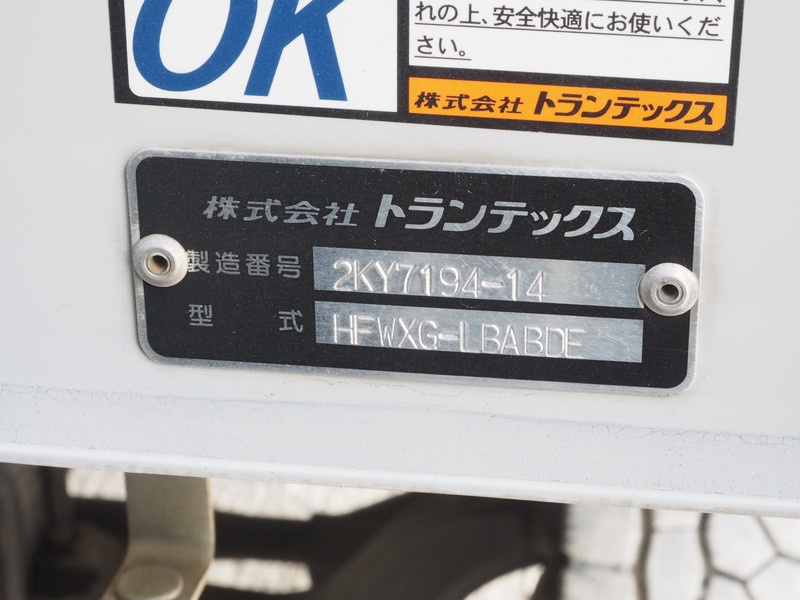 OK
れの上、安全快適にお使いくだ
さい。
株式会社 トランテックス
株式会社 トランテックス
製造番号 2KY7194-14
型 式 HFWXG-LBABDE